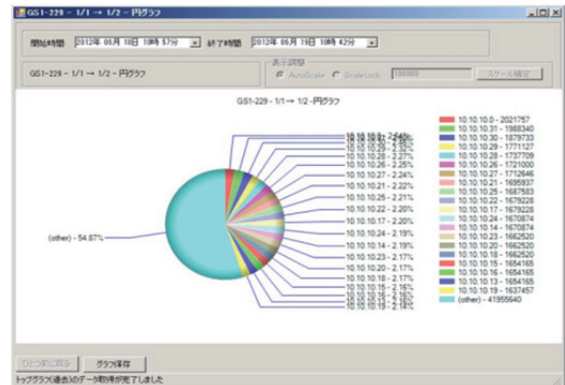 GS1-229 - 1/1 → 1/2 - 円グラフ
開始時間 2012年 06月 18日 10時 57分 終了時間 2012年 06月 19日 10時 42分
GS1-229 - 1/1 → 1/2 - 円グラフ
表示調整
AutoScale ScaleLock 100000 スケール確定
GS1-229 - 1/1 → 1/2 -円グラフ
10.10.10.29 - 2.32%
10.10.10.28 - 2.27%
10.10.10.26 - 2.25%
10.10.10.27 - 2.24%
10.10.10.21 - 2.22%
10.10.10.25 - 2.21%
10.10.10.22 - 2.20%
10.10.10.17 - 2.20%
10.10.10.24 - 2.19%
10.10.10.14 - 2.19%
10.10.10.23 - 2.17%
10.10.10.20 - 2.17%
10.10.10.18 - 2.17%
10.10.10.15 - 2.16%
10.10.10.16 - 2.16%
10.10.10.19 - 2.14%
(other) - 54.87%
10.10.10.0 - 2021757
10.10.10.31 - 1988340
10.10.10.30 - 1879733
10.10.10.29 - 1771127
10.10.10.28 - 1737709
10.10.10.26 - 1721000
10.10.10.27 - 1712646
10.10.10.21 - 1695937
10.10.10.25 - 1687583
10.10.10.22 - 1679228
10.10.10.17 - 1679228
10.10.10.24 - 1670874
10.10.10.14 - 1670874
10.10.10.23 - 1662520
10.10.10.20 - 1662520
10.10.10.18 - 1662520
10.10.10.15 - 1654165
10.10.10.16 - 1654165
10.10.10.13 - 1654165
10.10.10.19 - 1637457
(other) - 41955640
ひとつ前に戻る グラフ保存
トップグラフ(過去)のデータ取得が完了しました